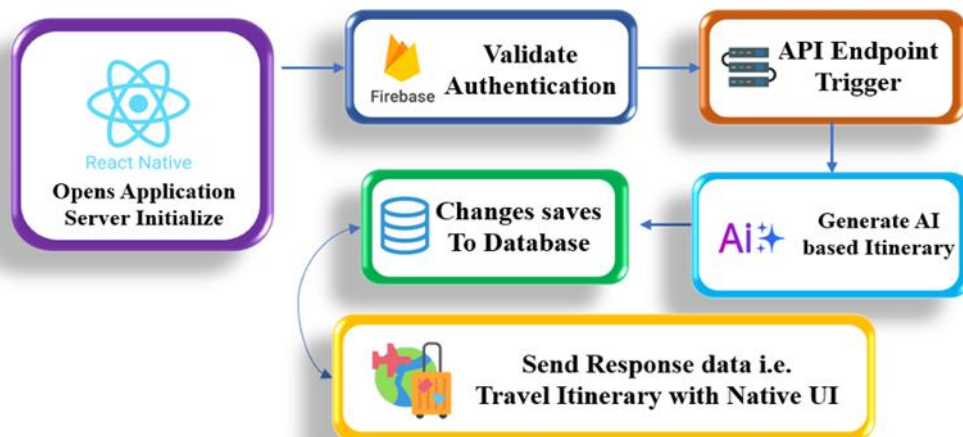 React Native
Opens Application
Server Initialize
Firebase
Validate
Authentication
API Endpoint
Trigger
Ai
Generate AI
based Itinerary
Changes saves
To Database
Send Response data i.e.
Travel Itinerary with Native UI